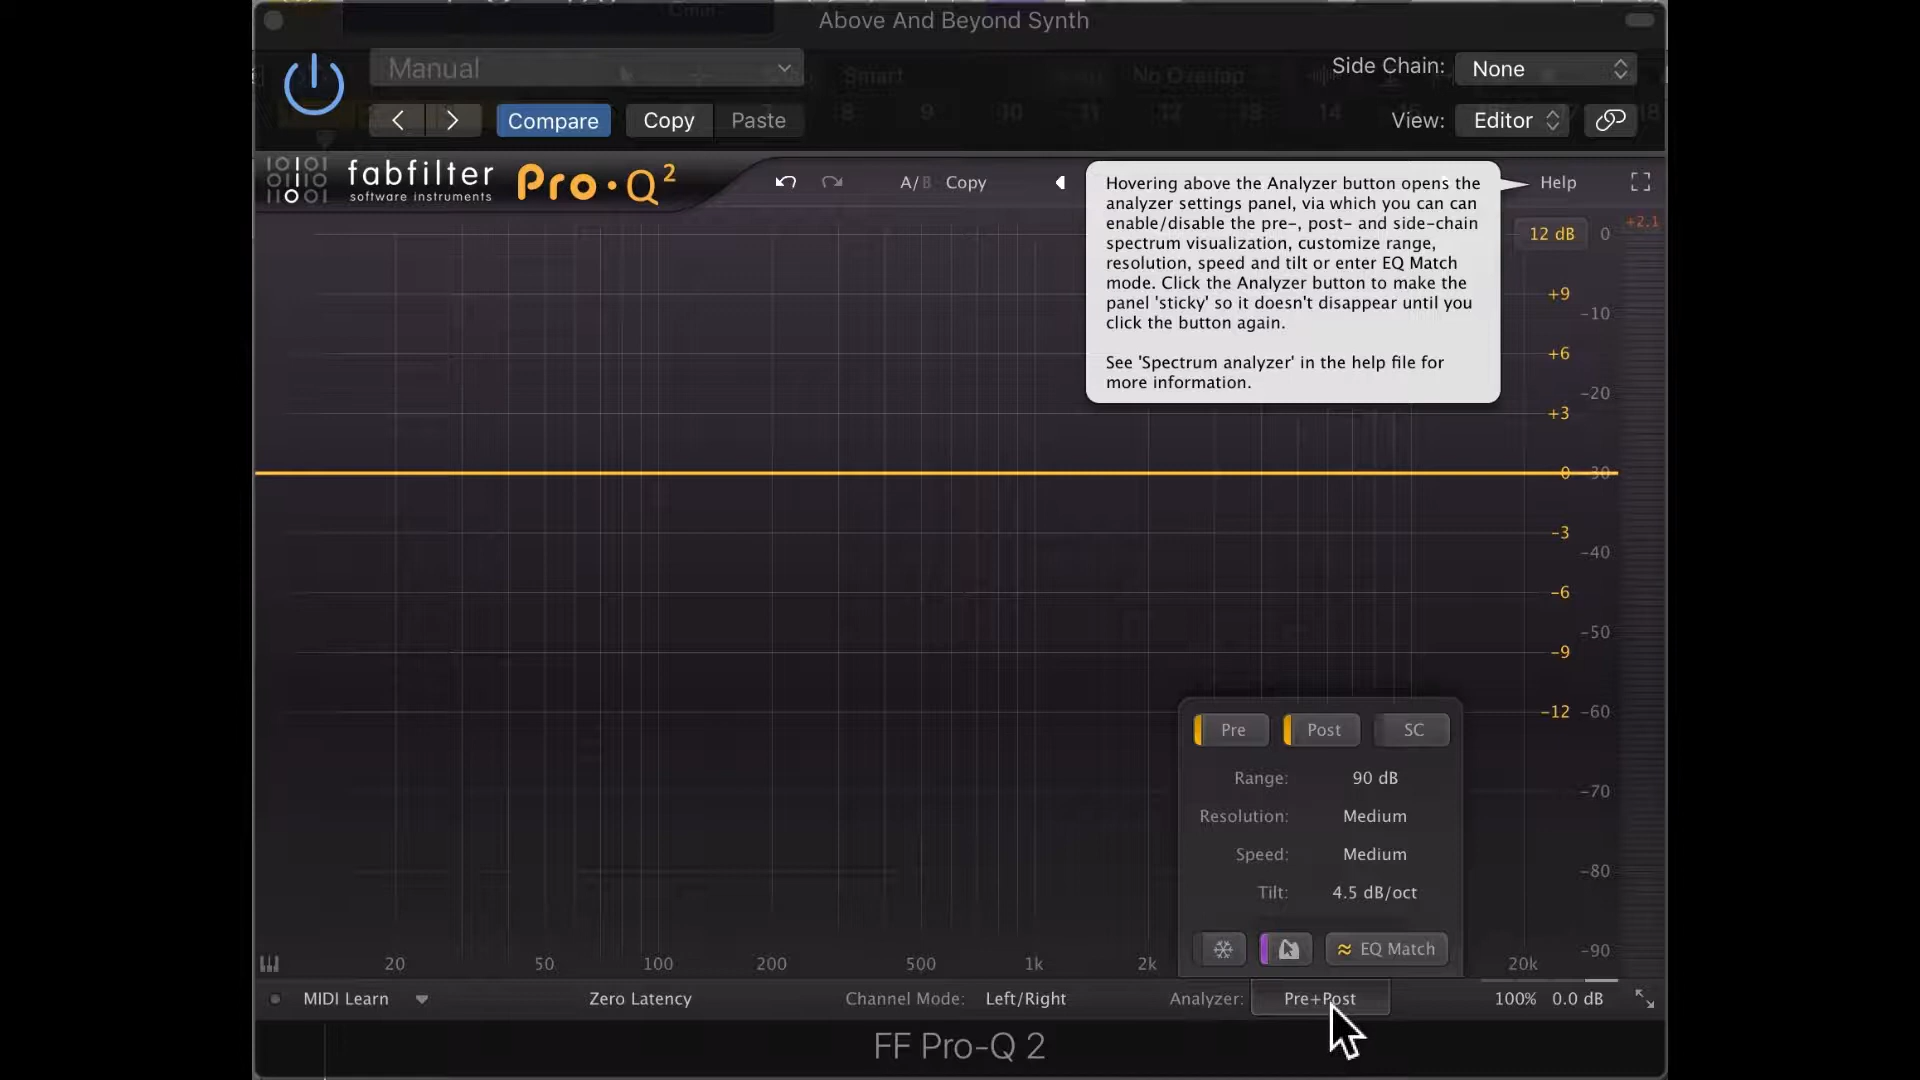 Above And Beyond Synth
Manual
Side Chain: None
Compare Copy Paste
View: Editor
fabfilter
software instruments
Pro·Q2
A/B Copy
Help
Hovering above the Analyzer button opens the
analyzer settings panel, via which you can can
enable/disable the pre-, post- and side-chain
spectrum visualization, customize range,
resolution, speed and tilt or enter EQ Match
mode. Click the Analyzer button to make the
panel 'sticky' so it doesn't disappear until you
click the button again.
See 'Spectrum analyzer' in the help file for
more information.
12 dB 0 +2.1
+9
-10
+6
-20
+3
0 -30
-3
-40
-6
-50
-9
-12 -60
-70
-80
-90
Pre Post SC
Range: 90 dB
Resolution: Medium
Speed: Medium
Tilt: 4.5 dB/oct
EQ Match
20 50 100 200 500 1k 2k 20k
MIDI Learn Zero Latency Channel Mode: Left/Right Analyzer: Pre+Post 100% 0.0 dB
FF Pro-Q 2